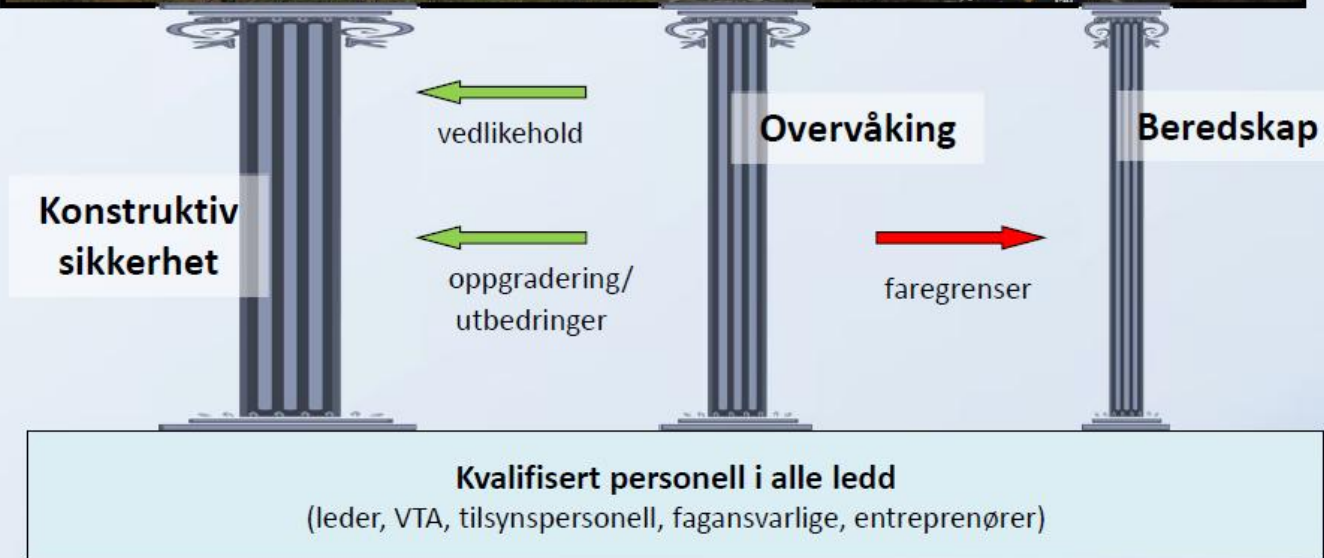 vedlikehold
Overvåking
Beredskap
Konstruktiv
sikkerhet
oppgradering/
utbedringer
faregrenser
Kvalifisert personell i alle ledd
(leder, VTA, tilsynspersonell, fagansvarlige, entreprenører)